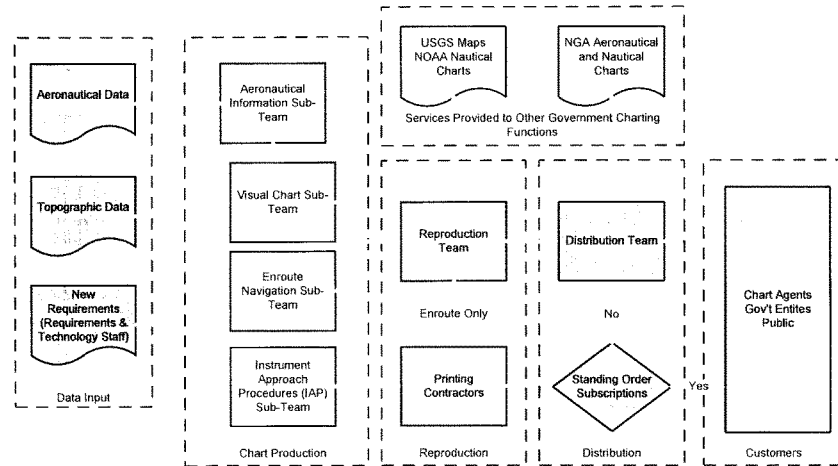 Aeronautical Data
Topographic Data
New
Requirements
(Requirements &
Technology Staff)
Data Input
Aeronautical
Information Sub-
Team
Visual Chart Sub-
Team
Enroute
Navigation Sub-
Team
Instrument
Approach
Procedures (IAP)
Sub-Team
Chart Production
USGS Maps
NOAA Nautical
Charts
NGA Aeronautical
and Nautical
Charts
Services Provided to Other Government Charting
Functions
Reproduction
Team
Enroute Only
Printing
Contractors
Reproduction
Distribution Team
No
Standing Order
Subscriptions
Distribution
Yes
Chart Agents
Gov't Entites
Public
Customers